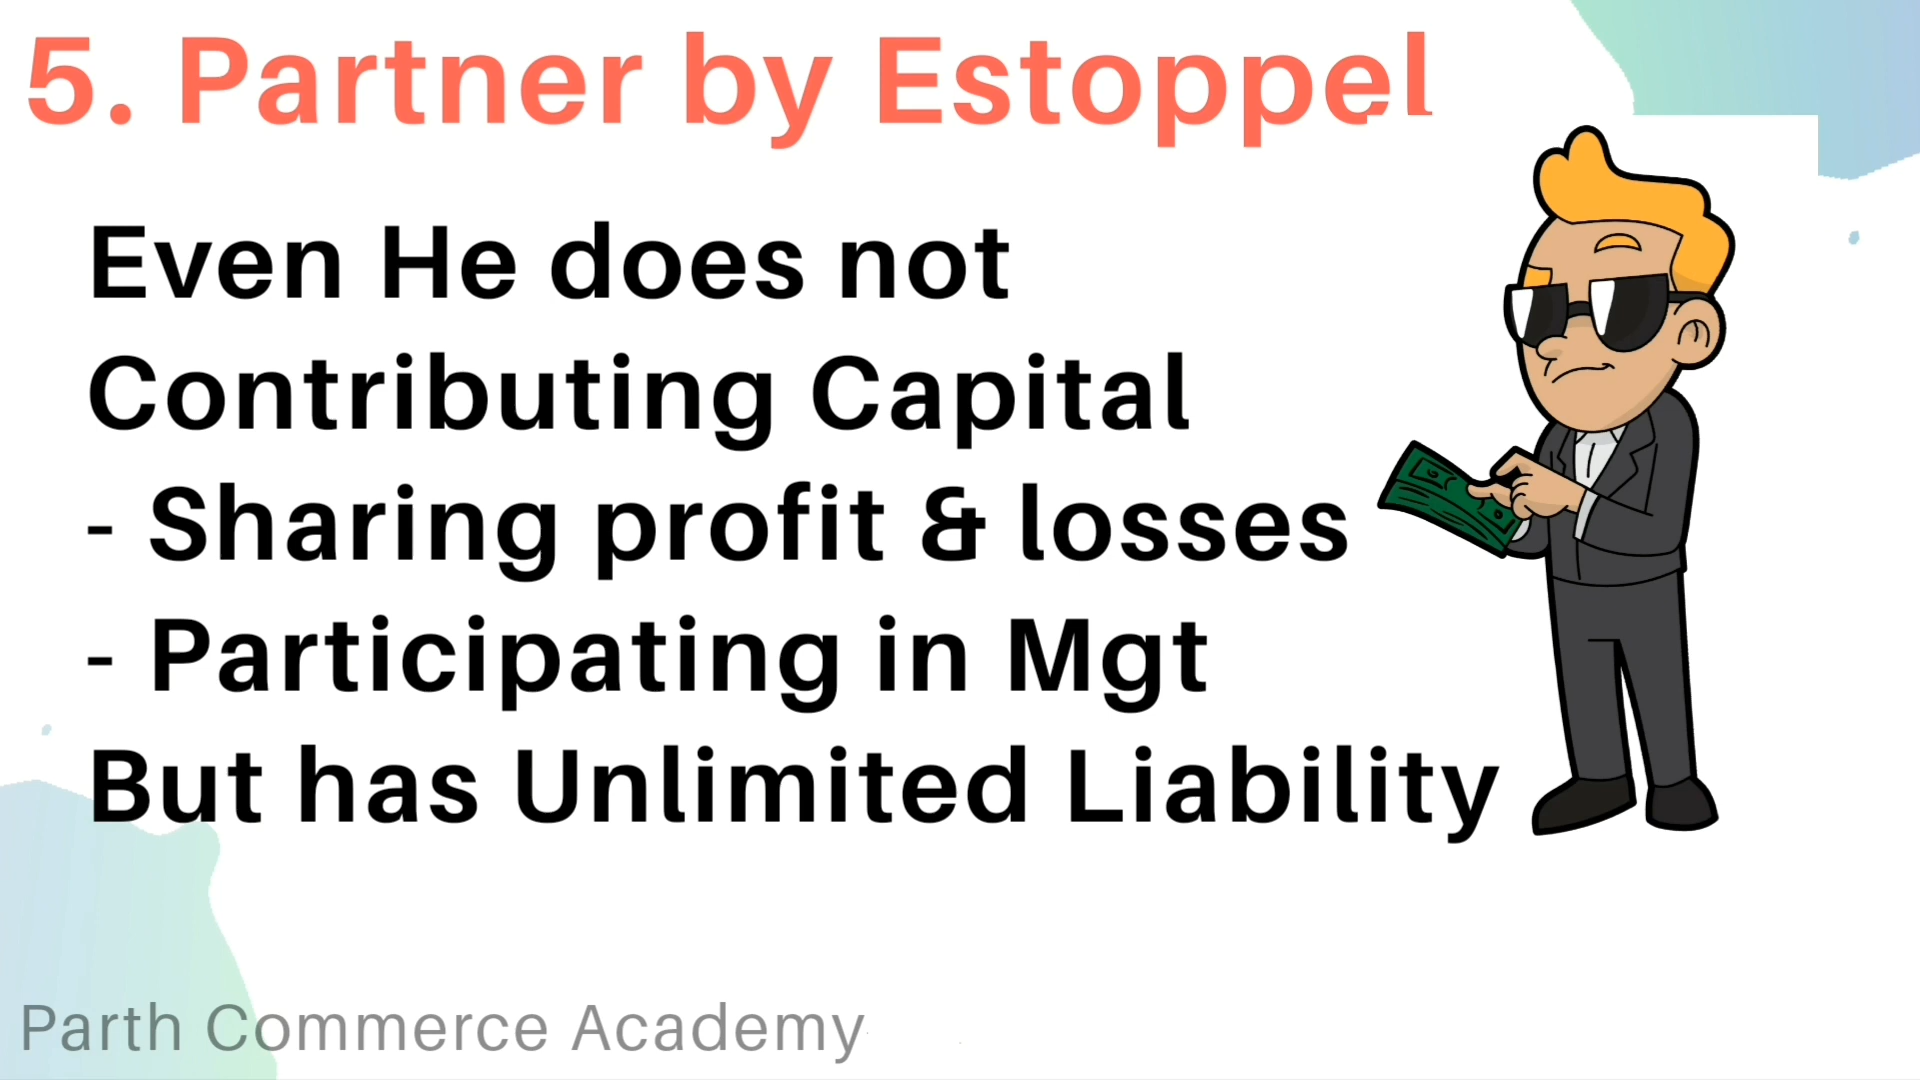 5. Partner by Estoppel
Even He does not
Contributing Capital
- Sharing profit & losses
- Participating in Mgt
But has Unlimited Liability
Parth Commerce Academy